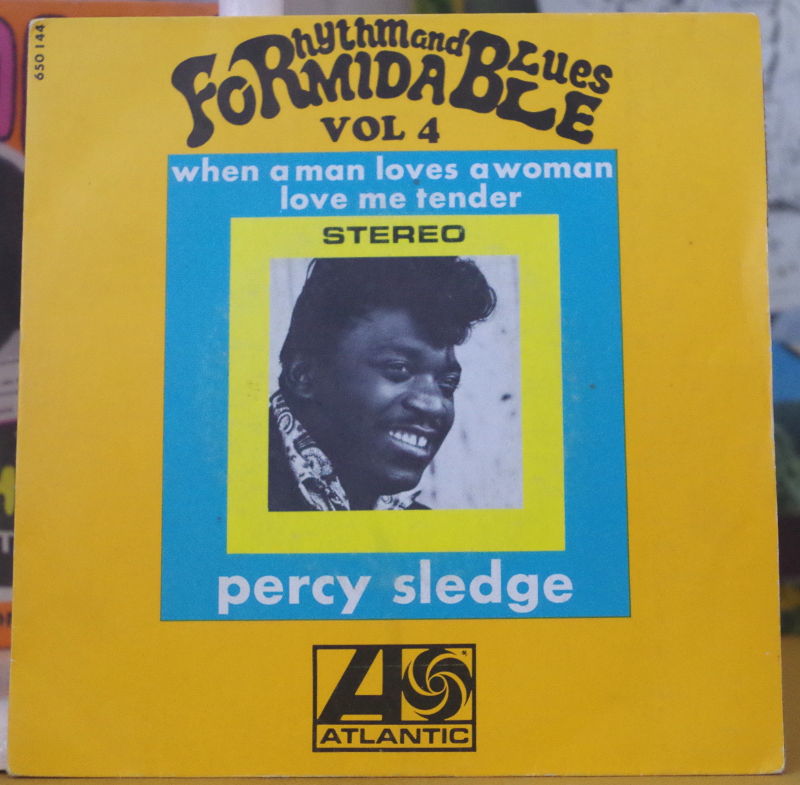 650 144
Rhythm and Blues
FORMIDABLE
VOL 4
when a man loves a woman
love me tender
STEREO
percy sledge
ATLANTIC